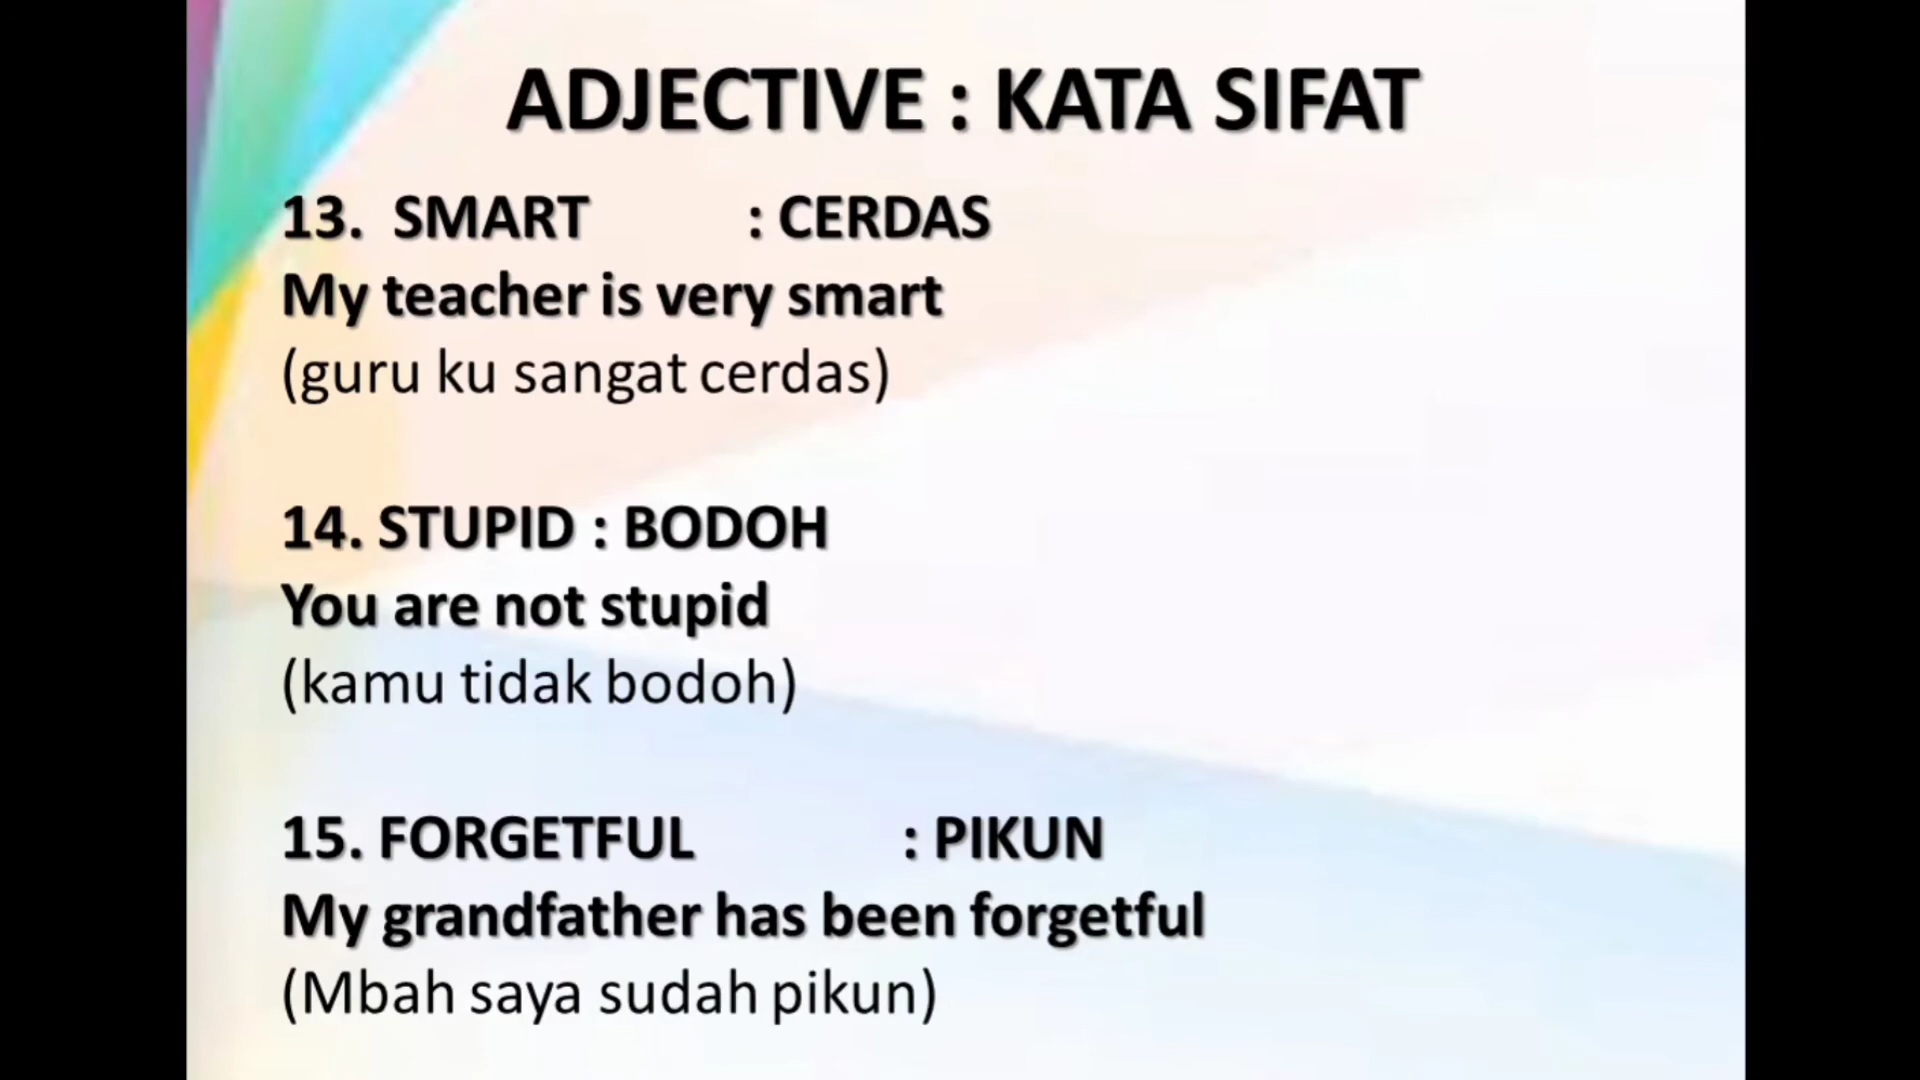 ADJECTIVE : KATA SIFAT
13. SMART : CERDAS
My teacher is very smart
(guru ku sangat cerdas)
14. STUPID : BODOH
You are not stupid
(kamu tidak bodoh)
15. FORGETFUL : PIKUN
My grandfather has been forgetful
(Mbah saya sudah pikun)